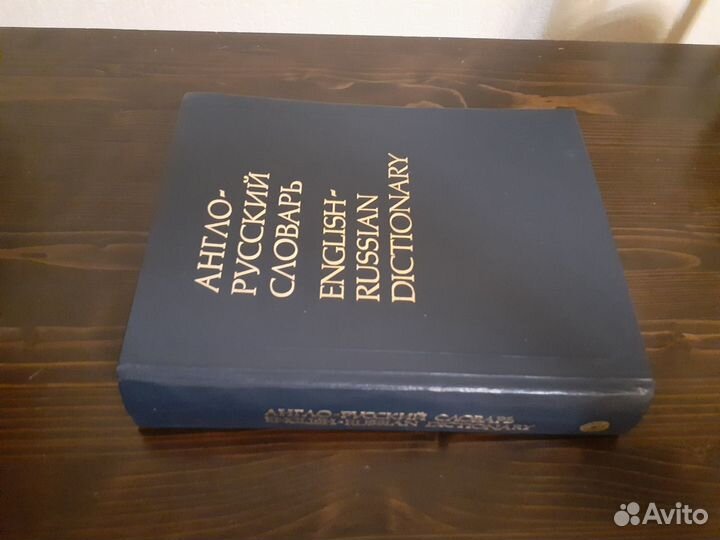 АНГЛО-
РУССКИЙ
СЛОВАРЬ
ENGLISH-
RUSSIAN
DICTIONARY
АНГЛО-РУССКИЙ СЛОВАРЬ
ENGLISH-RUSSIAN DICTIONARY
Avito